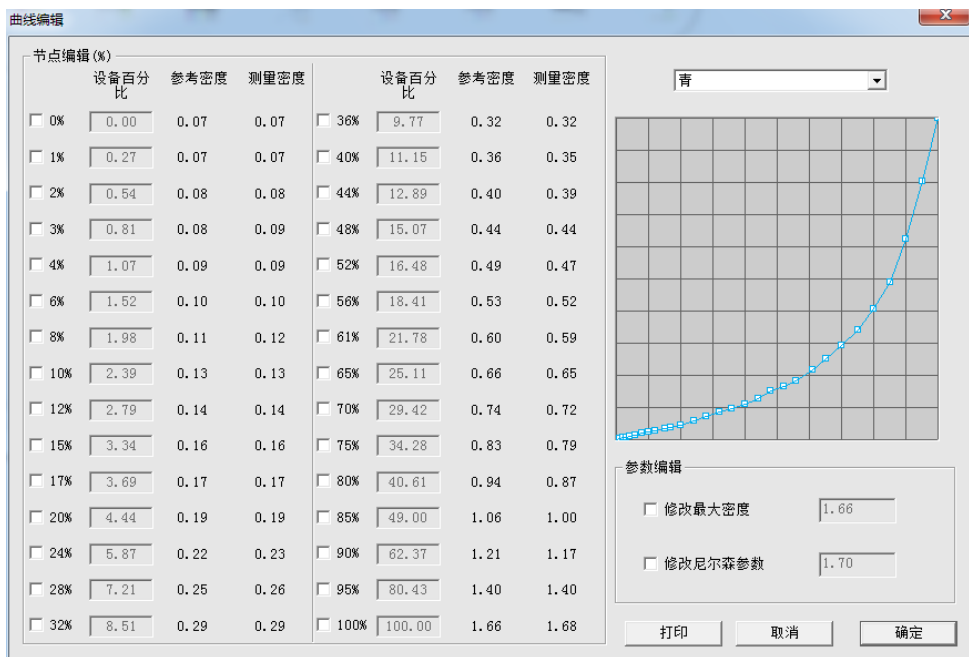 曲线编辑
节点编辑(%)
设备百分比 参考密度 测量密度 设备百分比 参考密度 测量密度
青
0% 0.00 0.07 0.07 36% 9.77 0.32 0.32
1% 0.27 0.07 0.07 40% 11.15 0.36 0.35
2% 0.54 0.08 0.08 44% 12.89 0.40 0.39
3% 0.81 0.08 0.09 48% 15.07 0.44 0.44
4% 1.07 0.09 0.09 52% 16.48 0.49 0.47
6% 1.52 0.10 0.10 56% 18.41 0.53 0.52
8% 1.98 0.11 0.12 61% 21.78 0.60 0.59
10% 2.39 0.13 0.13 65% 25.11 0.66 0.65
12% 2.79 0.14 0.14 70% 29.42 0.74 0.72
15% 3.34 0.16 0.16 75% 34.28 0.83 0.79
17% 3.69 0.17 0.17 80% 40.61 0.94 0.87
20% 4.44 0.19 0.19 85% 49.00 1.06 1.00
24% 5.87 0.22 0.23 90% 62.37 1.21 1.17
28% 7.21 0.25 0.26 95% 80.43 1.40 1.40
32% 8.51 0.29 0.29 100% 100.00 1.66 1.68
参数编辑
修改最大密度 1.66
修改尼尔森参数 1.70
打印 取消 确定